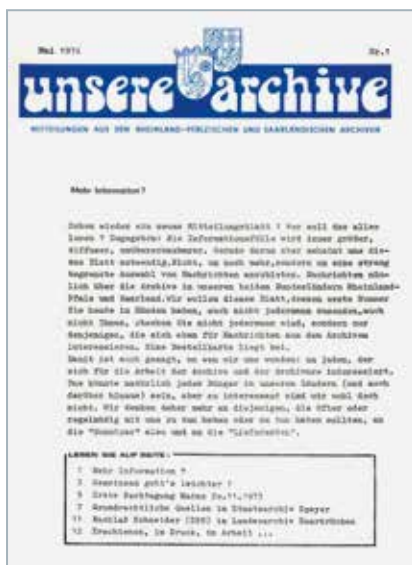 Mai 1974
Nr.1
unsere archive
MITTEILUNGEN AUS DEN RHEINLAND-PFÄLZISCHEN UND SAARLÄNDISCHEN ARCHIVEN
Mehr Information?
Schon wieder ein neues Mitteilungsblatt ? Wer soll das alles
lesen ? Zugegeben: die Informationsfülle wird immer größer,
diffuser, unüberschaubarer. Gerade darum aber scheint uns die-
ses Blatt notwendig. Nicht, um noch mehr, sondern um eine streng
begrenzte Auswahl von Nachrichten anzubieten. Nachrichten näm-
lich über die Archive in unseren beiden Bundesländern Rheinland-
Pfalz und Saarland. Wir wollen dieses Blatt, dessen erste Nummer
Sie heute in Händen haben, auch nicht jedermann zusenden, auch
nicht Ihnen, wenn Sie nicht jedermann sind, sondern nur
denjenigen, die sich eben für Nachrichten aus den Archiven
interessieren. Eine Bestellkarte liegt bei.
Damit ist auch gesagt, an wen wir uns wenden: an jeden, der
sich für die Arbeit der Archive und der Archivare interessiert.
Das könnte natürlich jeder Bürger in unseren Ländern (und auch
darüber hinaus) sein, aber so interessant sind wir wohl doch
nicht. Wir denken daher mehr an diejenigen, die öfter oder
regelmäßig mit uns zu tun haben oder zu tun haben sollten, an
die "Benutzer" also und an die "Lieferanten".
LESEN SIE AUF SEITE:
1 Mehr Information ?
3 Gemeinsam geht's leichter !
5 Erste Fachtagung Mainz 20.11.1973
7 Grundrechtliche Quellen im Staatsarchiv Speyer
11 Nachlaß Schneider im Landesarchiv Saarbrücken
12 Erschienen, im Druck, in Arbeit ...